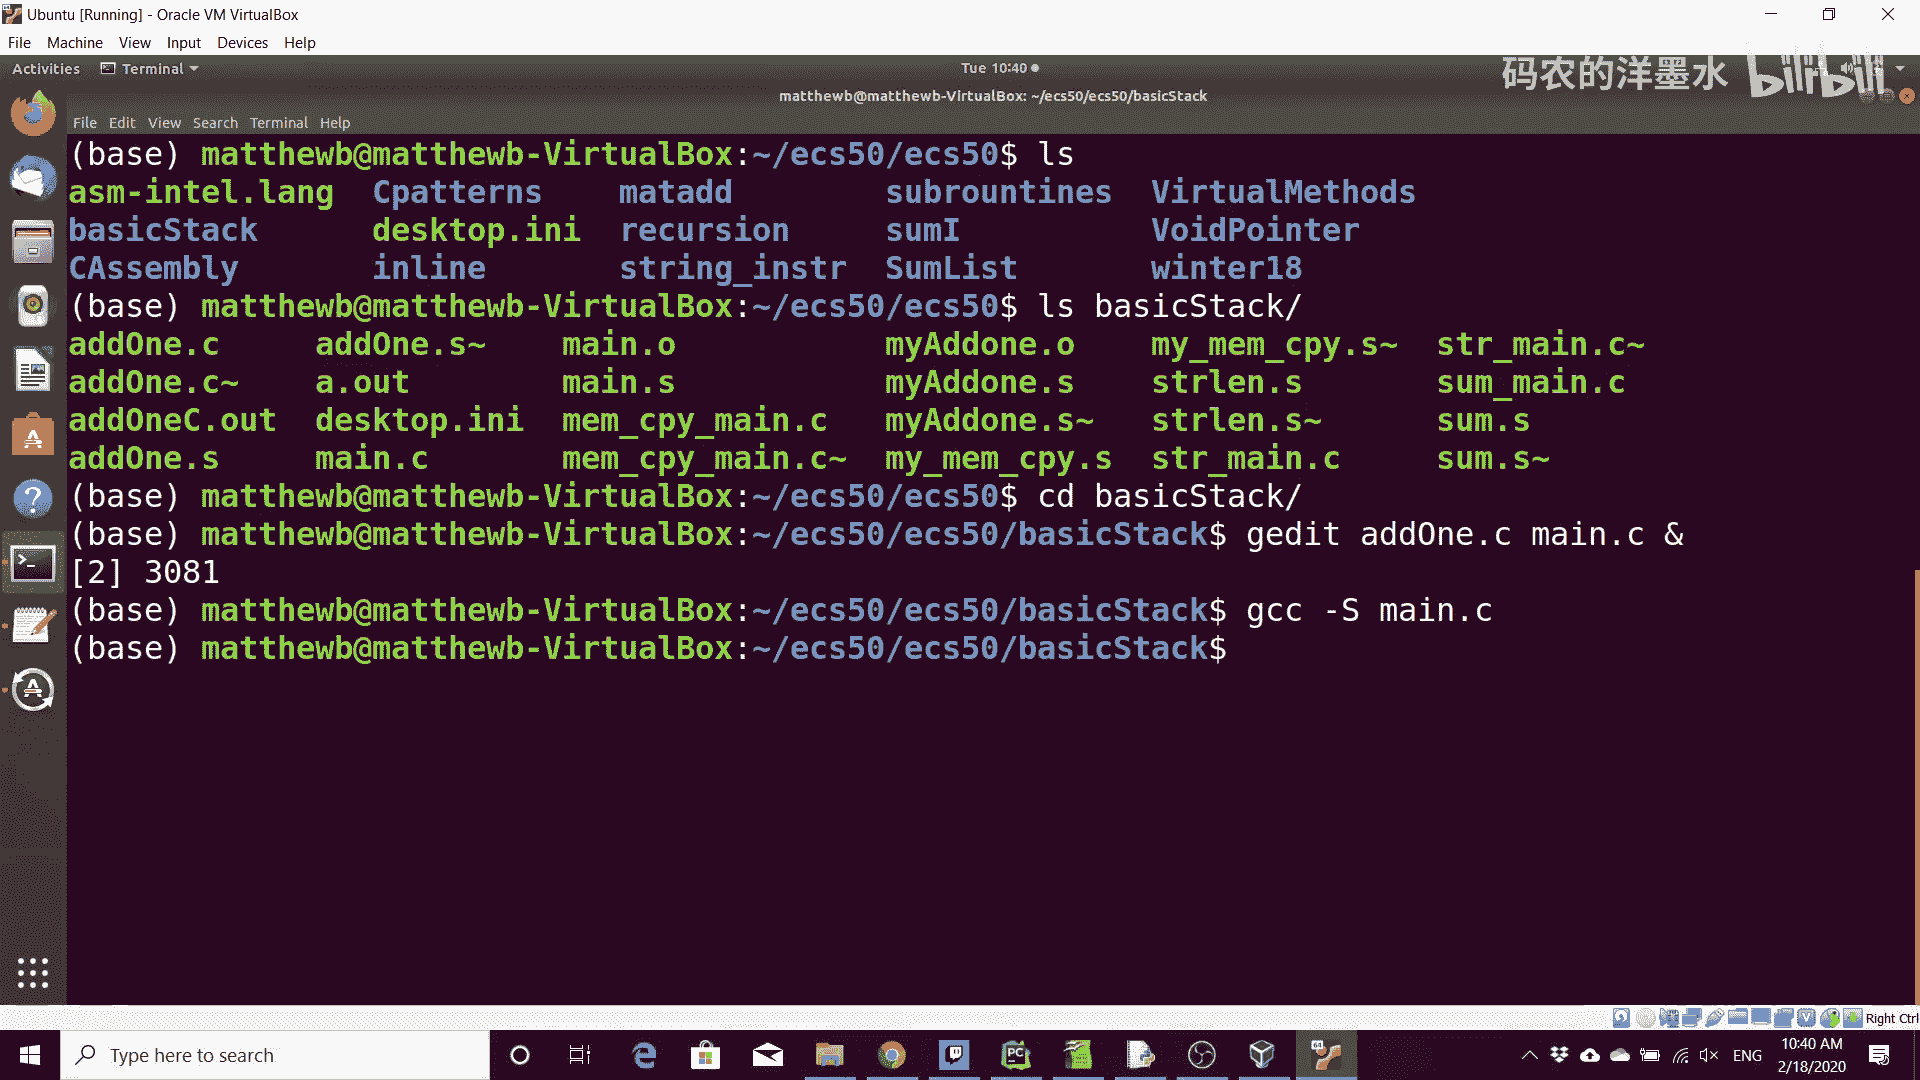 Ubuntu [Running] - Oracle VM VirtualBox
File Machine View Input Devices Help
Activities Terminal Tue 10:40
码农的洋墨水 bilibili
matthewb@matthewb-VirtualBox: ~/ecs50/ecs50/basicStack
File Edit View Search Terminal Help
(base) matthewb@matthewb-VirtualBox:~/ecs50/ecs50$ ls
asm-intel.lang Cpatterns matadd subrountines VirtualMethods
basicStack desktop.ini recursion sumI VoidPointer
CAssembly inline string_instr SumList winter18
(base) matthewb@matthewb-VirtualBox:~/ecs50/ecs50$ ls basicStack/
addOne.c addOne.s~ main.o myAddone.o my_mem_cpy.s~ str_main.c~
addOne.c~ a.out main.s myAddone.s strlen.s sum_main.c
addOneC.out desktop.ini mem_cpy_main.c myAddone.s~ strlen.s~ sum.s
addOne.s main.c mem_cpy_main.c~ my_mem_cpy.s str_main.c sum.s~
(base) matthewb@matthewb-VirtualBox:~/ecs50/ecs50$ cd basicStack/
(base) matthewb@matthewb-VirtualBox:~/ecs50/ecs50/basicStack$ gedit addOne.c main.c &
[2] 3081
(base) matthewb@matthewb-VirtualBox:~/ecs50/ecs50/basicStack$ gcc -S main.c
(base) matthewb@matthewb-VirtualBox:~/ecs50/ecs50/basicStack$
Right Ctrl
Type here to search
ENG
10:40 AM
2/18/2020